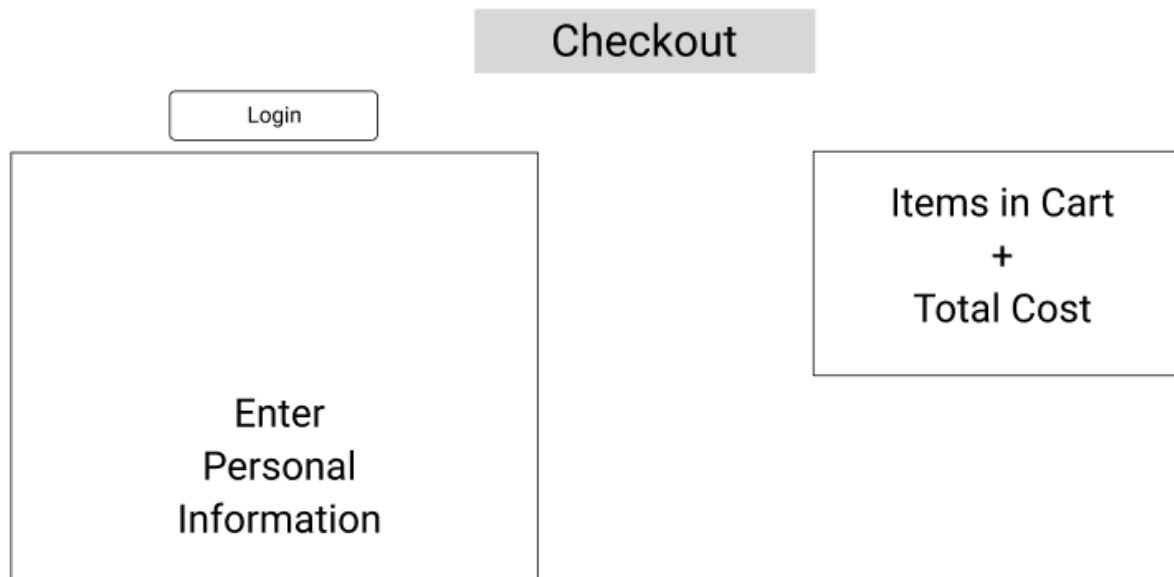 Checkout
Login
Enter
Personal
Information
Items in Cart
+
Total Cost